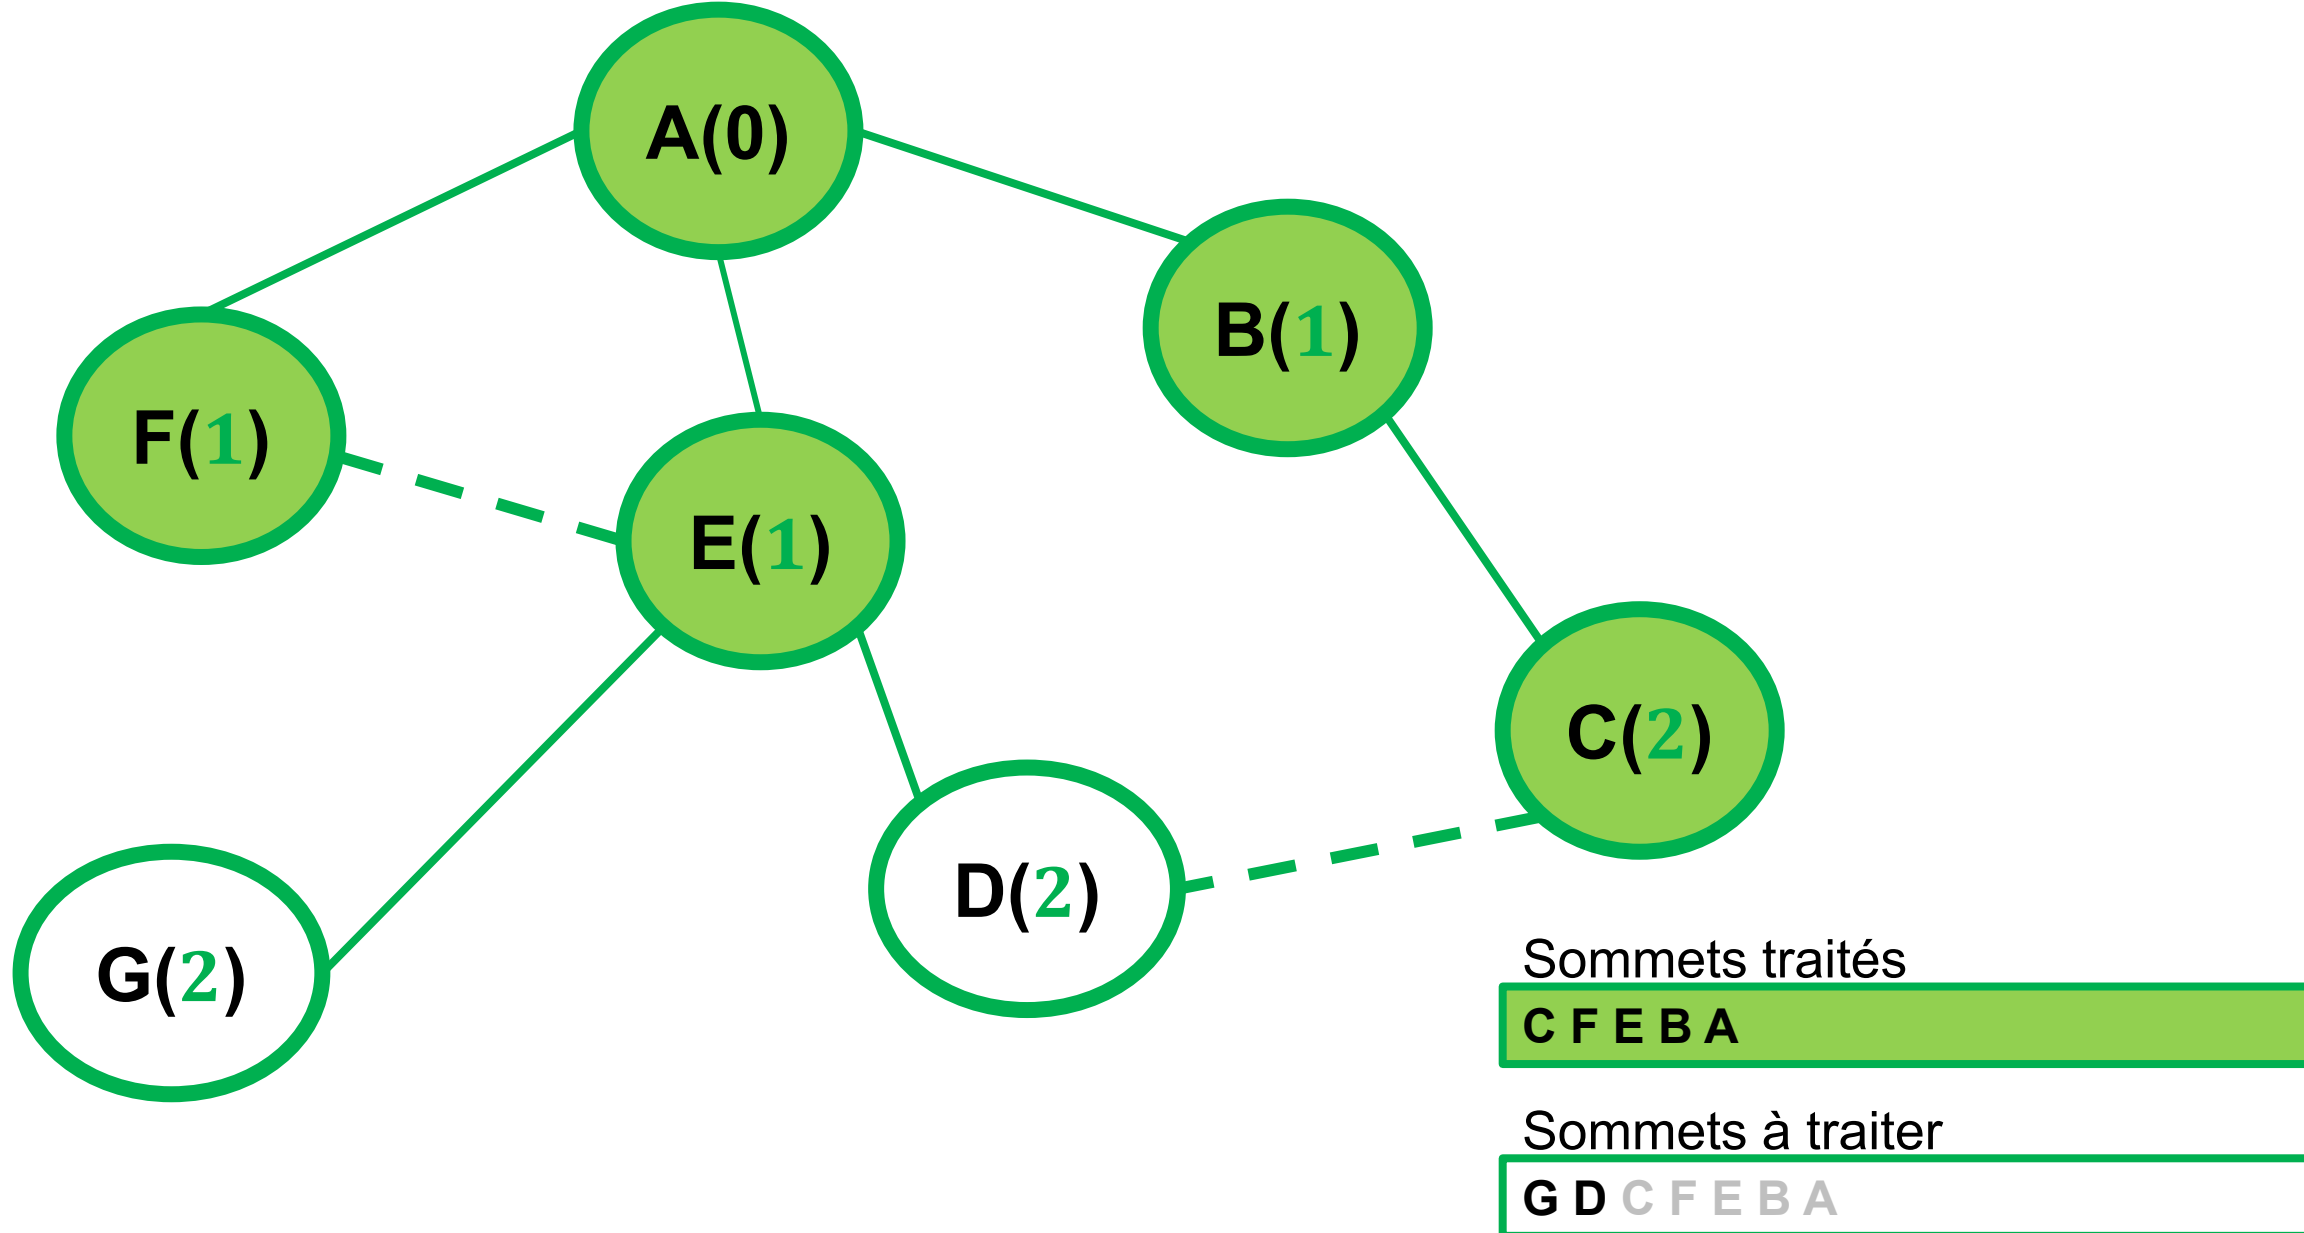 A(0)
B(1)
F(1)
E(1)
C(2)
D(2)
G(2)
Sommets traités
C F E B A
Sommets à traiter
G D C F E B A